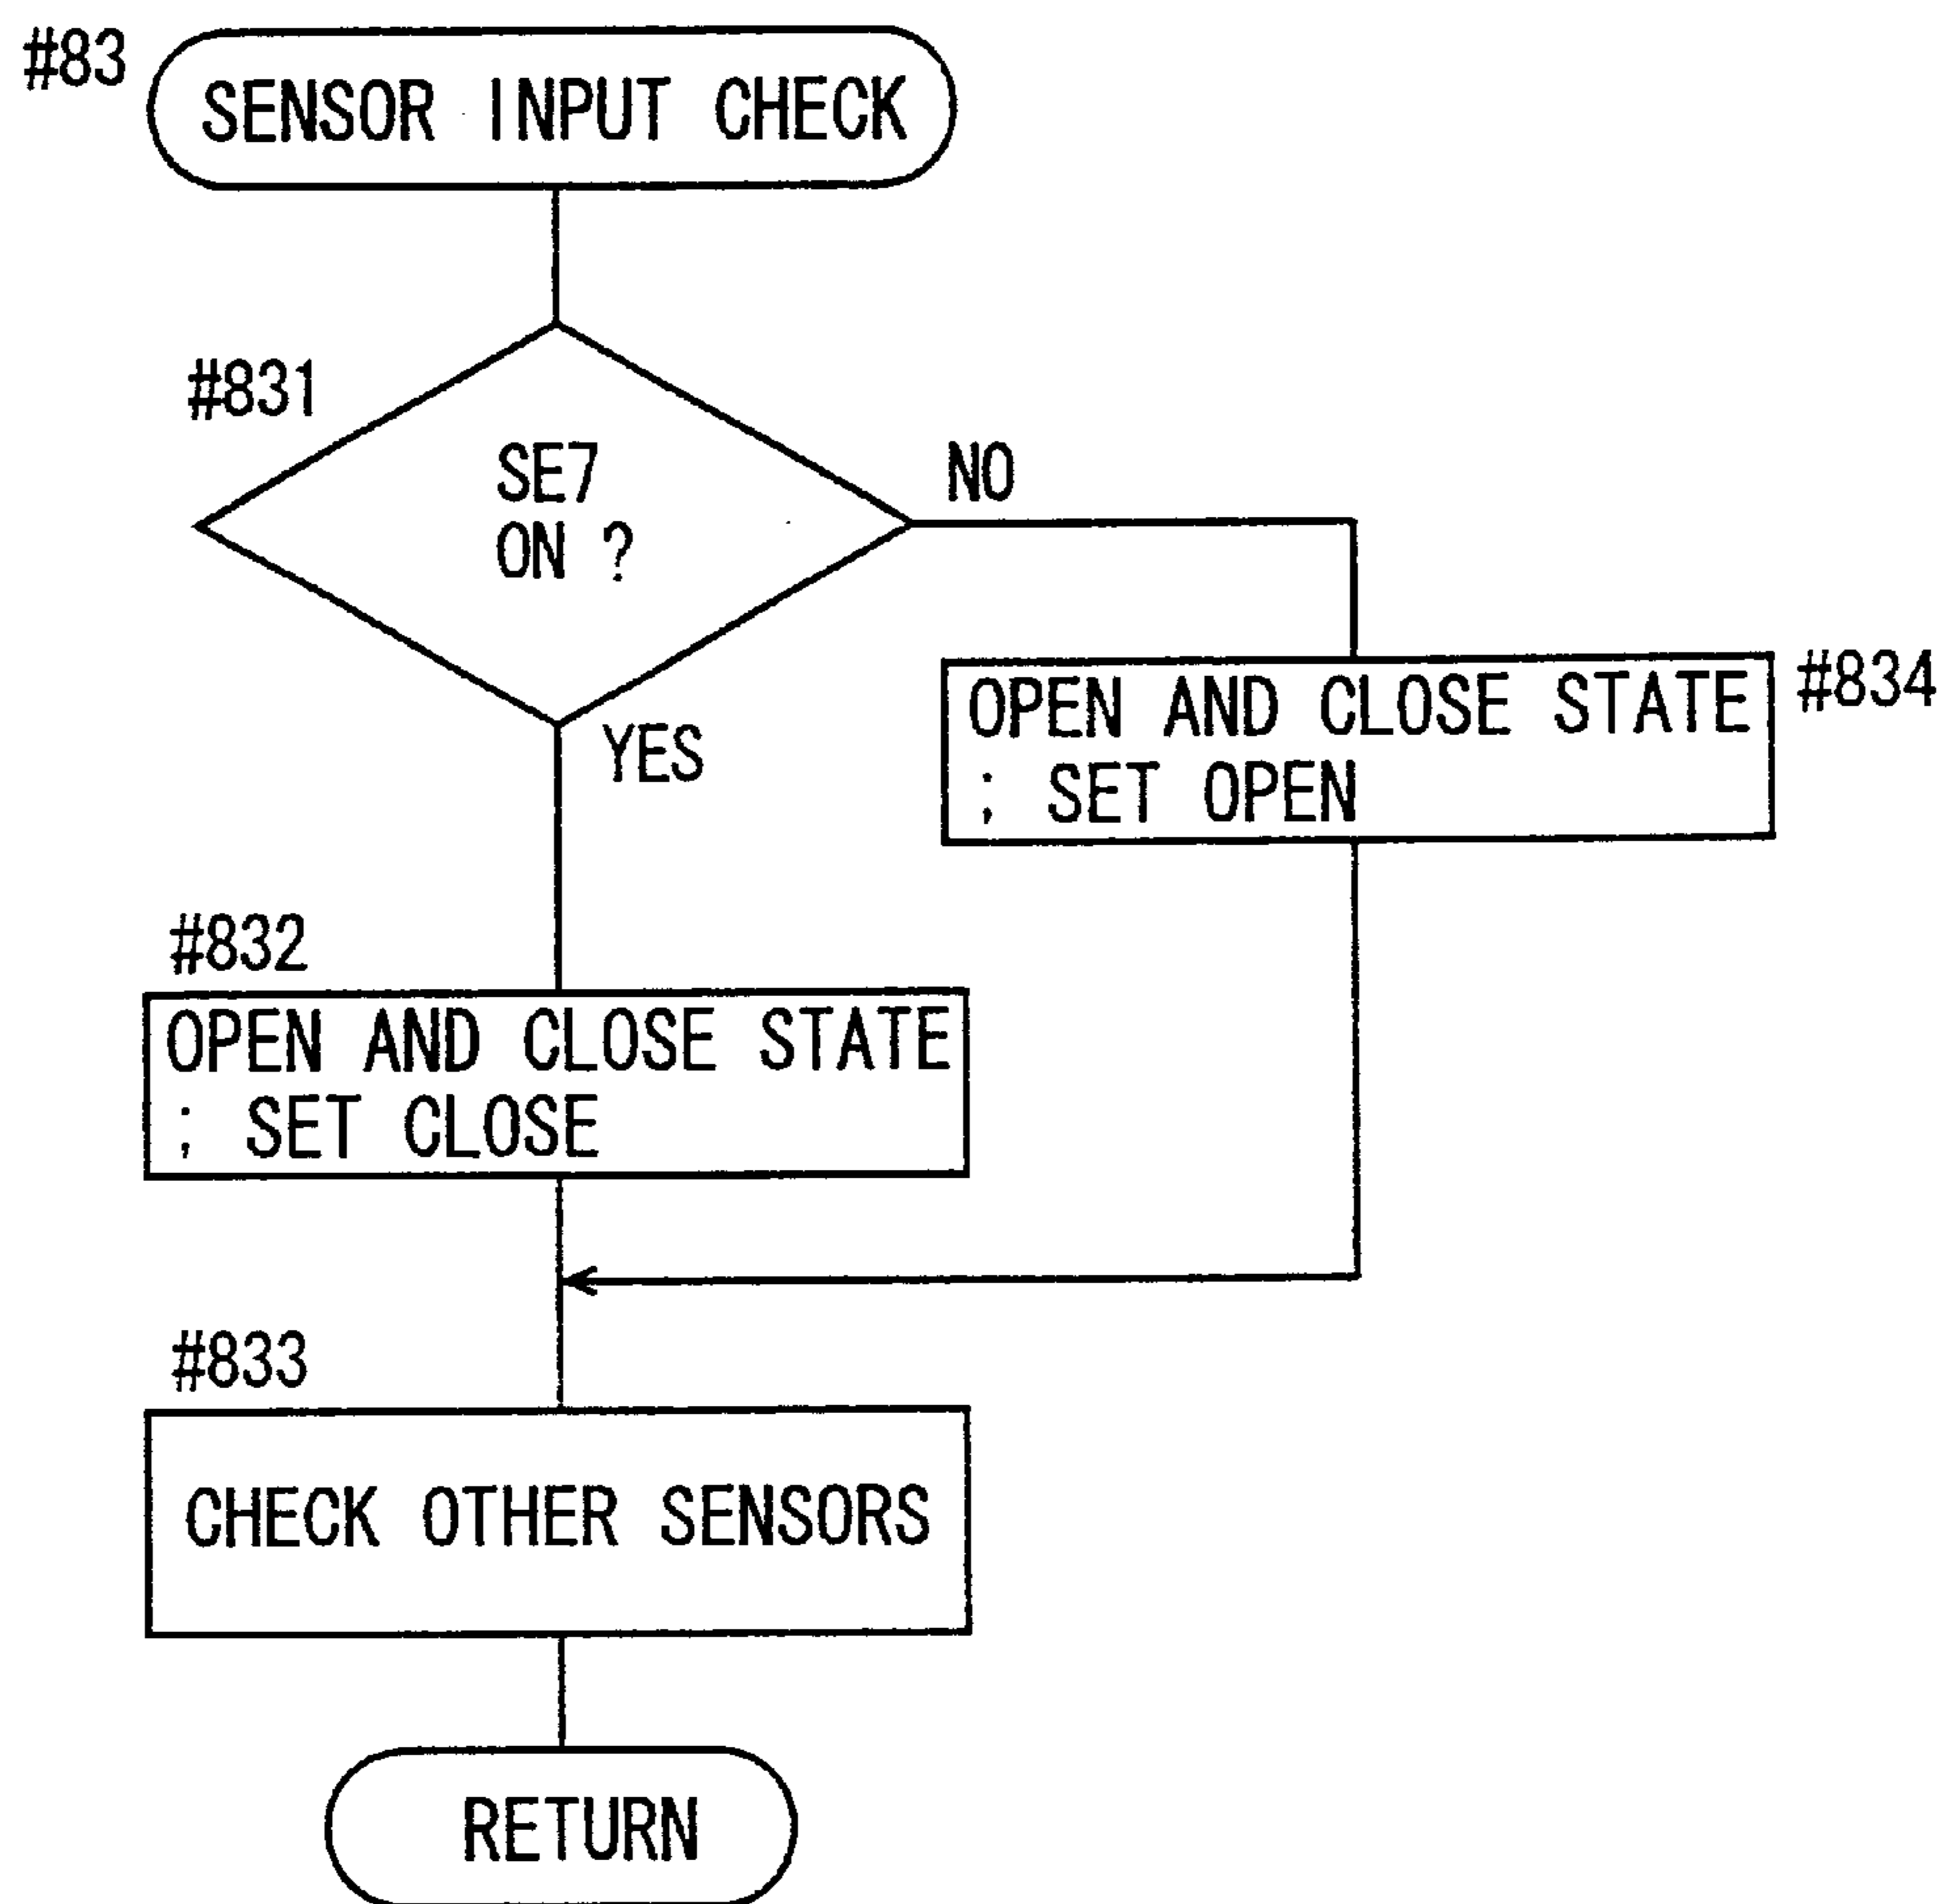 #83
SENSOR INPUT CHECK
#831
SE7
ON ?
NO
YES
OPEN AND CLOSE STATE
; SET OPEN
#834
#832
OPEN AND CLOSE STATE
; SET CLOSE
#833
CHECK OTHER SENSORS
RETURN